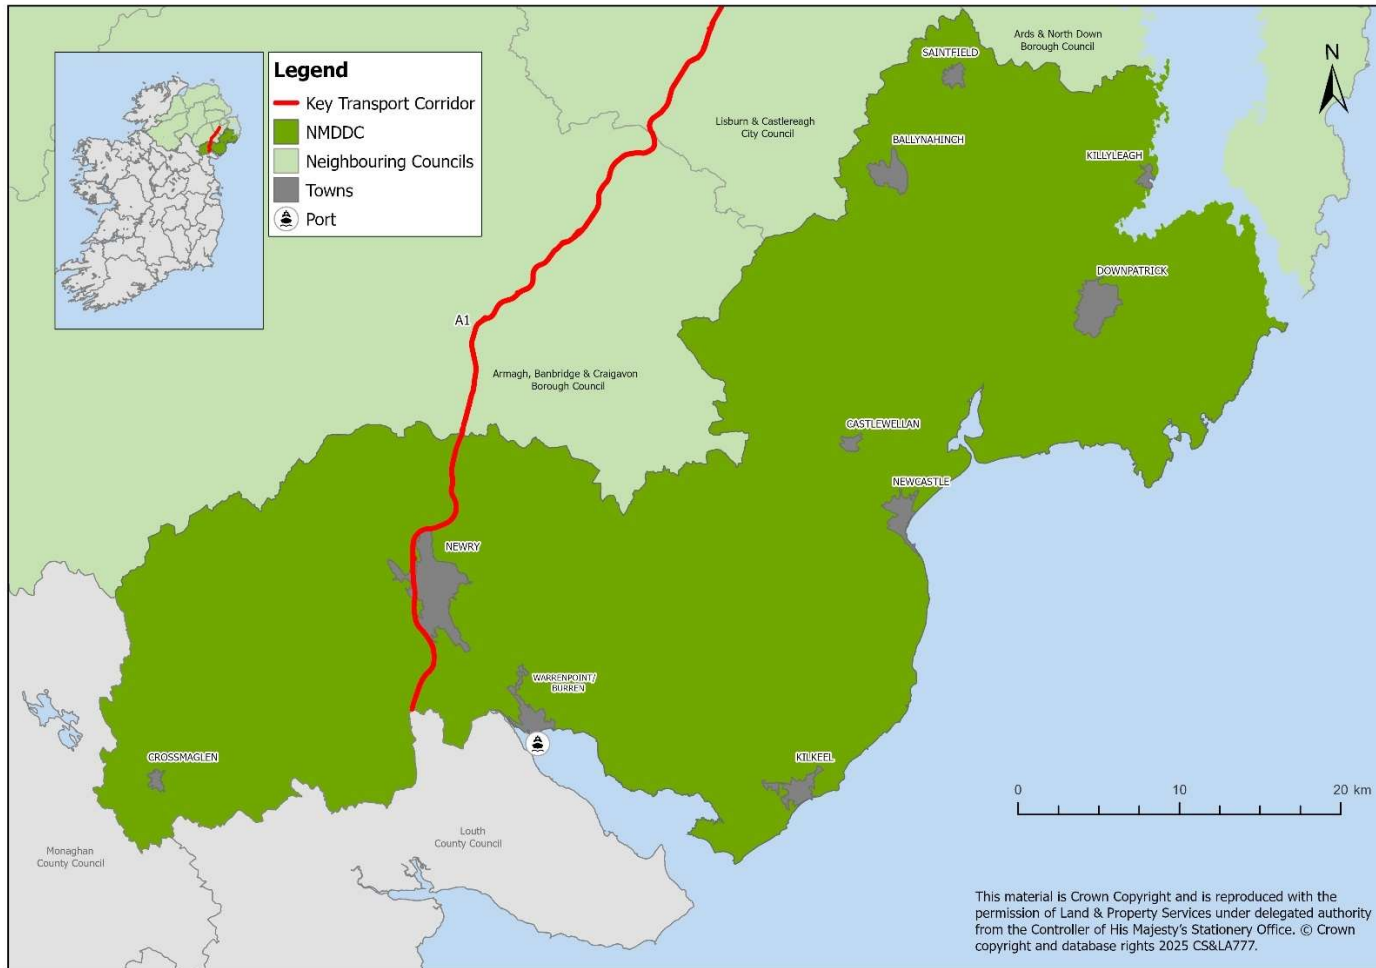 Legend
Key Transport Corridor
NMDDC
Neighbouring Councils
Towns
Port
Ards & North Down
Borough Council
N
SAINTFIELD
Lisburn & Castlereagh
City Council
BALLYNAHINCH
KILLYLEAGH
DOWNPATRICK
A1
Armagh, Banbridge & Craigavon
Borough Council
CASTLEWELLAN
NEWCASTLE
NEWRY
WARRENPOINT/
BURREN
CROSSMAGLEN
KILKEEL
0 10 20 km
Louth
County Council
Monaghan
County Council
This material is Crown Copyright and is reproduced with the
permission of Land & Property Services under delegated authority
from the Controller of His Majesty's Stationery Office. © Crown
copyright and database rights 2025 CS&LA777.